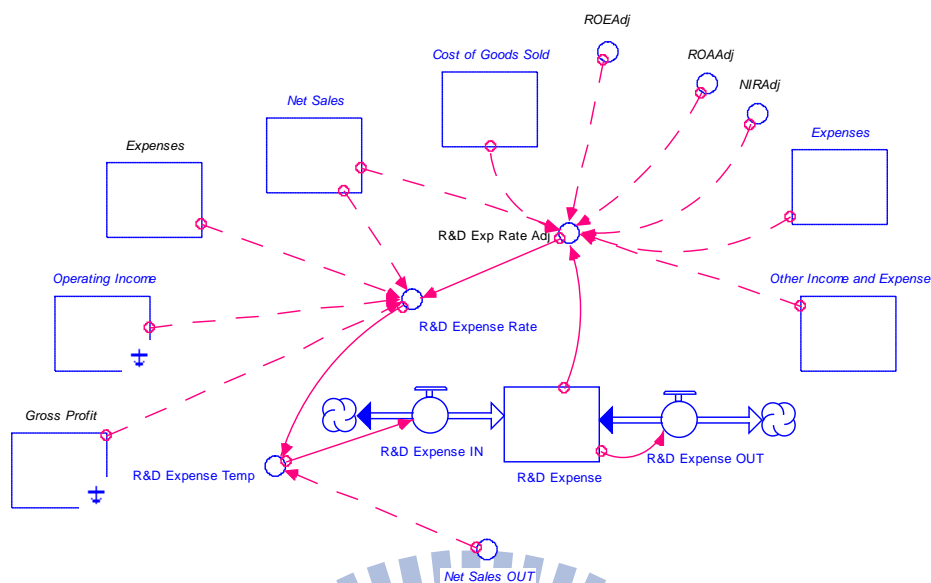 ROEAdj
Cost of Goods Sold
ROAAdj
NIRAdj
Net Sales
Expenses
Expenses
R&D Exp Rate Adj
Operating Income
Other Income and Expense
R&D Expense Rate
Gross Profit
R&D Expense IN
R&D Expense OUT
R&D Expense Temp
R&D Expense
Net Sales OUT